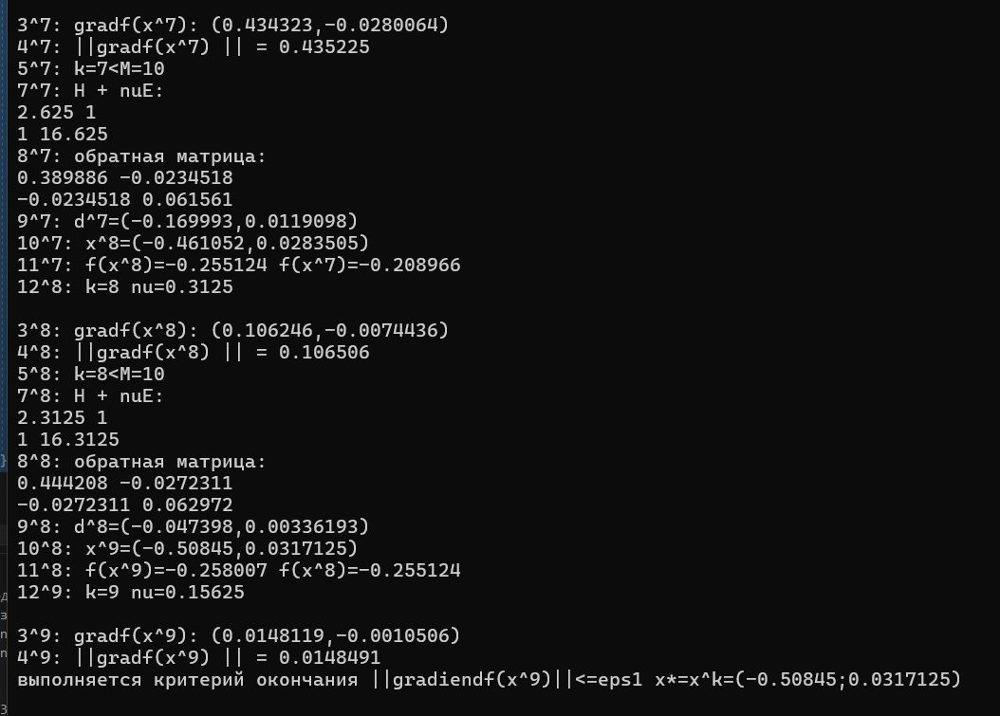 3^7: gradf(x^7): (0.434323,-0.0280064)
4^7: ||gradf(x^7) || = 0.435225
5^7: k=7<M=10
7^7: H + nuE:
2.625 1
1 16.625
8^7: обратная матрица:
0.389886 -0.0234518
-0.0234518 0.061561
9^7: d^7=(-0.169993,0.0119098)
10^7: x^8=(-0.461052,0.0283505)
11^7: f(x^8)=-0.255124 f(x^7)=-0.208966
12^8: k=8 nu=0.3125
3^8: gradf(x^8): (0.106246,-0.0074436)
4^8: ||gradf(x^8) || = 0.106506
5^8: k=8<M=10
7^8: H + nuE:
2.3125 1
1 16.3125
8^8: обратная матрица:
0.444208 -0.0272311
-0.0272311 0.062972
9^8: d^8=(-0.047398,0.00336193)
10^8: x^9=(-0.50845,0.0317125)
11^8: f(x^9)=-0.258007 f(x^8)=-0.255124
12^9: k=9 nu=0.15625
3^9: gradf(x^9): (0.0148119,-0.0010506)
4^9: ||gradf(x^9) || = 0.0148491
выполняется критерий окончания ||gradiendf(x^9)||<=eps1 x*=x^k=(-0.50845;0.0317125)